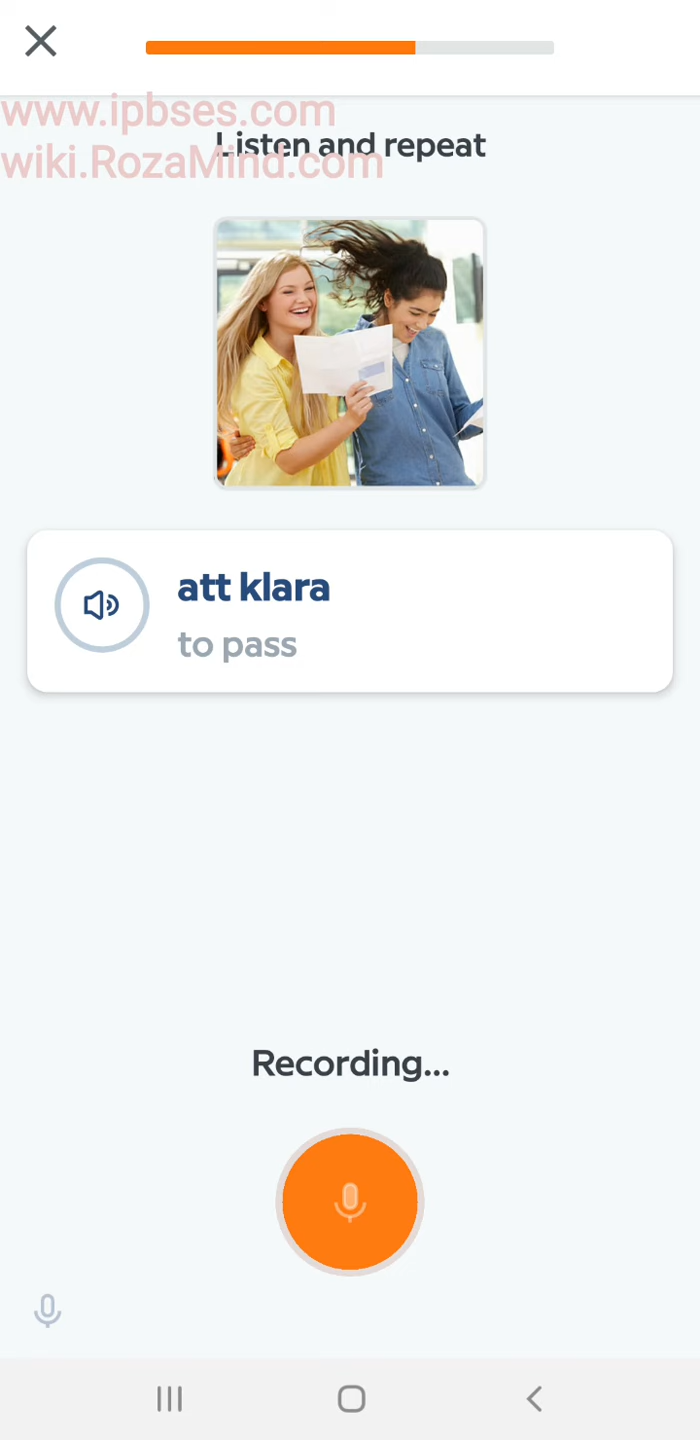 www.ipbses.com
Listen and repeat
wiki.RozaMind.com
att klara
to pass
Recording...